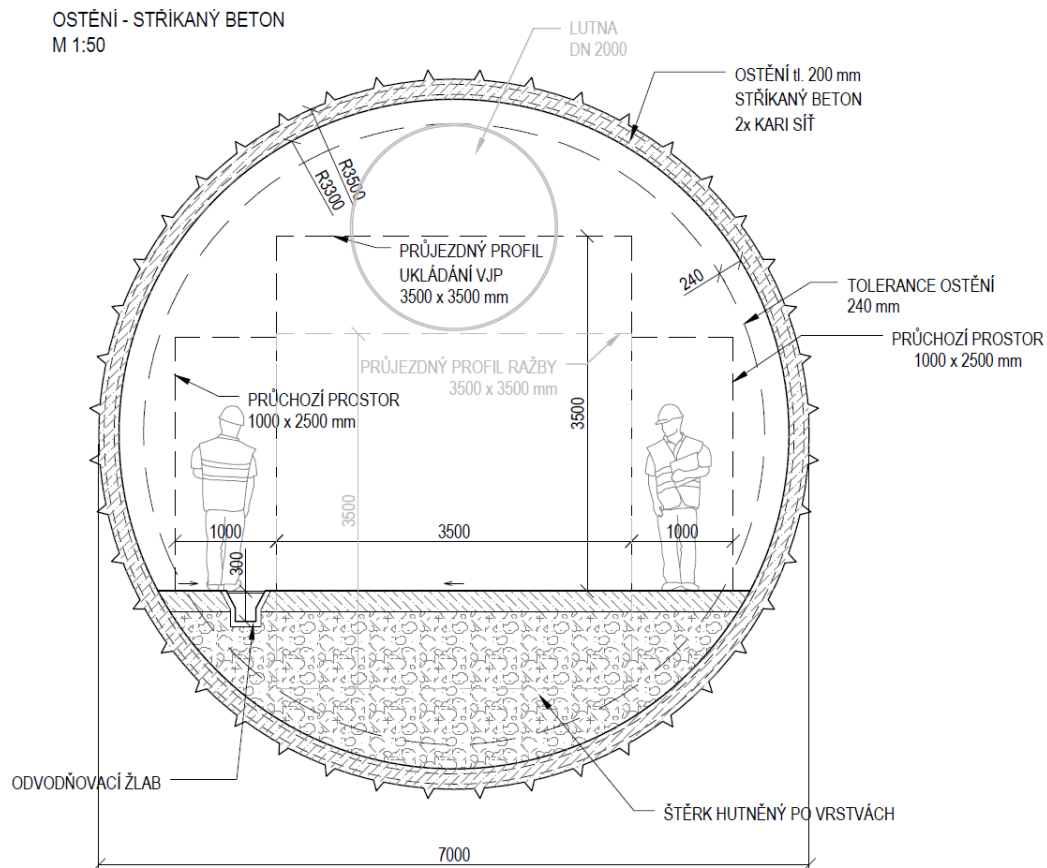 OSTĚNÍ - STŘÍKANÝ BETON
M 1:50
LUTNA
DN 2000
OSTĚNÍ tl. 200 mm
STŘÍKANÝ BETON
2x KARI SÍŤ
R3500
R3300
PRŮJEZDNÝ PROFIL
UKLÁDÁNÍ VJP
3500 x 3500 mm
240
TOLERANCE OSTĚNÍ
240 mm
PRŮCHOZÍ PROSTOR
1000 x 2500 mm
PRŮJEZDNÝ PROFIL RAŽBY
3500 x 3500 mm
PRŮCHOZÍ PROSTOR
1000 x 2500 mm
3500
3500
1000
3500
1000
300
ODVODŇOVACÍ ŽLAB
ŠTĚRK HUTNĚNÝ PO VRSTVÁCH
7000